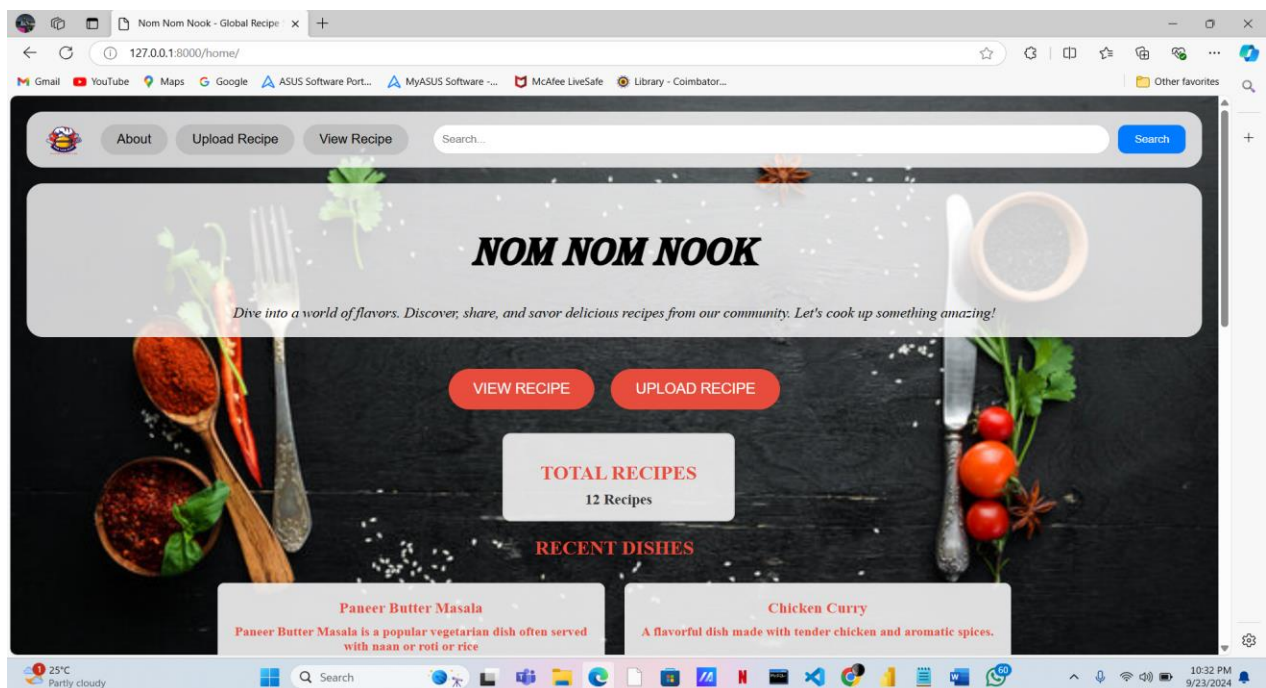 Nom Nom Nook - Global Recipe
127.0.0.1:8000/home/
Gmail YouTube Maps Google ASUS Software Port... MyASUS Software -... McAfee LiveSafe Library - Coimbator... Other favorites
About Upload Recipe View Recipe Search... Search
NOM NOM NOOK
Dive into a world of flavors. Discover, share, and savor delicious recipes from our community. Let's cook up something amazing!
VIEW RECIPE UPLOAD RECIPE
TOTAL RECIPES
12 Recipes
RECENT DISHES
Paneer Butter Masala
Paneer Butter Masala is a popular vegetarian dish often served
with naan or roti or rice
Chicken Curry
A flavorful dish made with tender chicken and aromatic spices.
1 25°C
Partly cloudy
Search
60
10:32 PM
9/23/2024